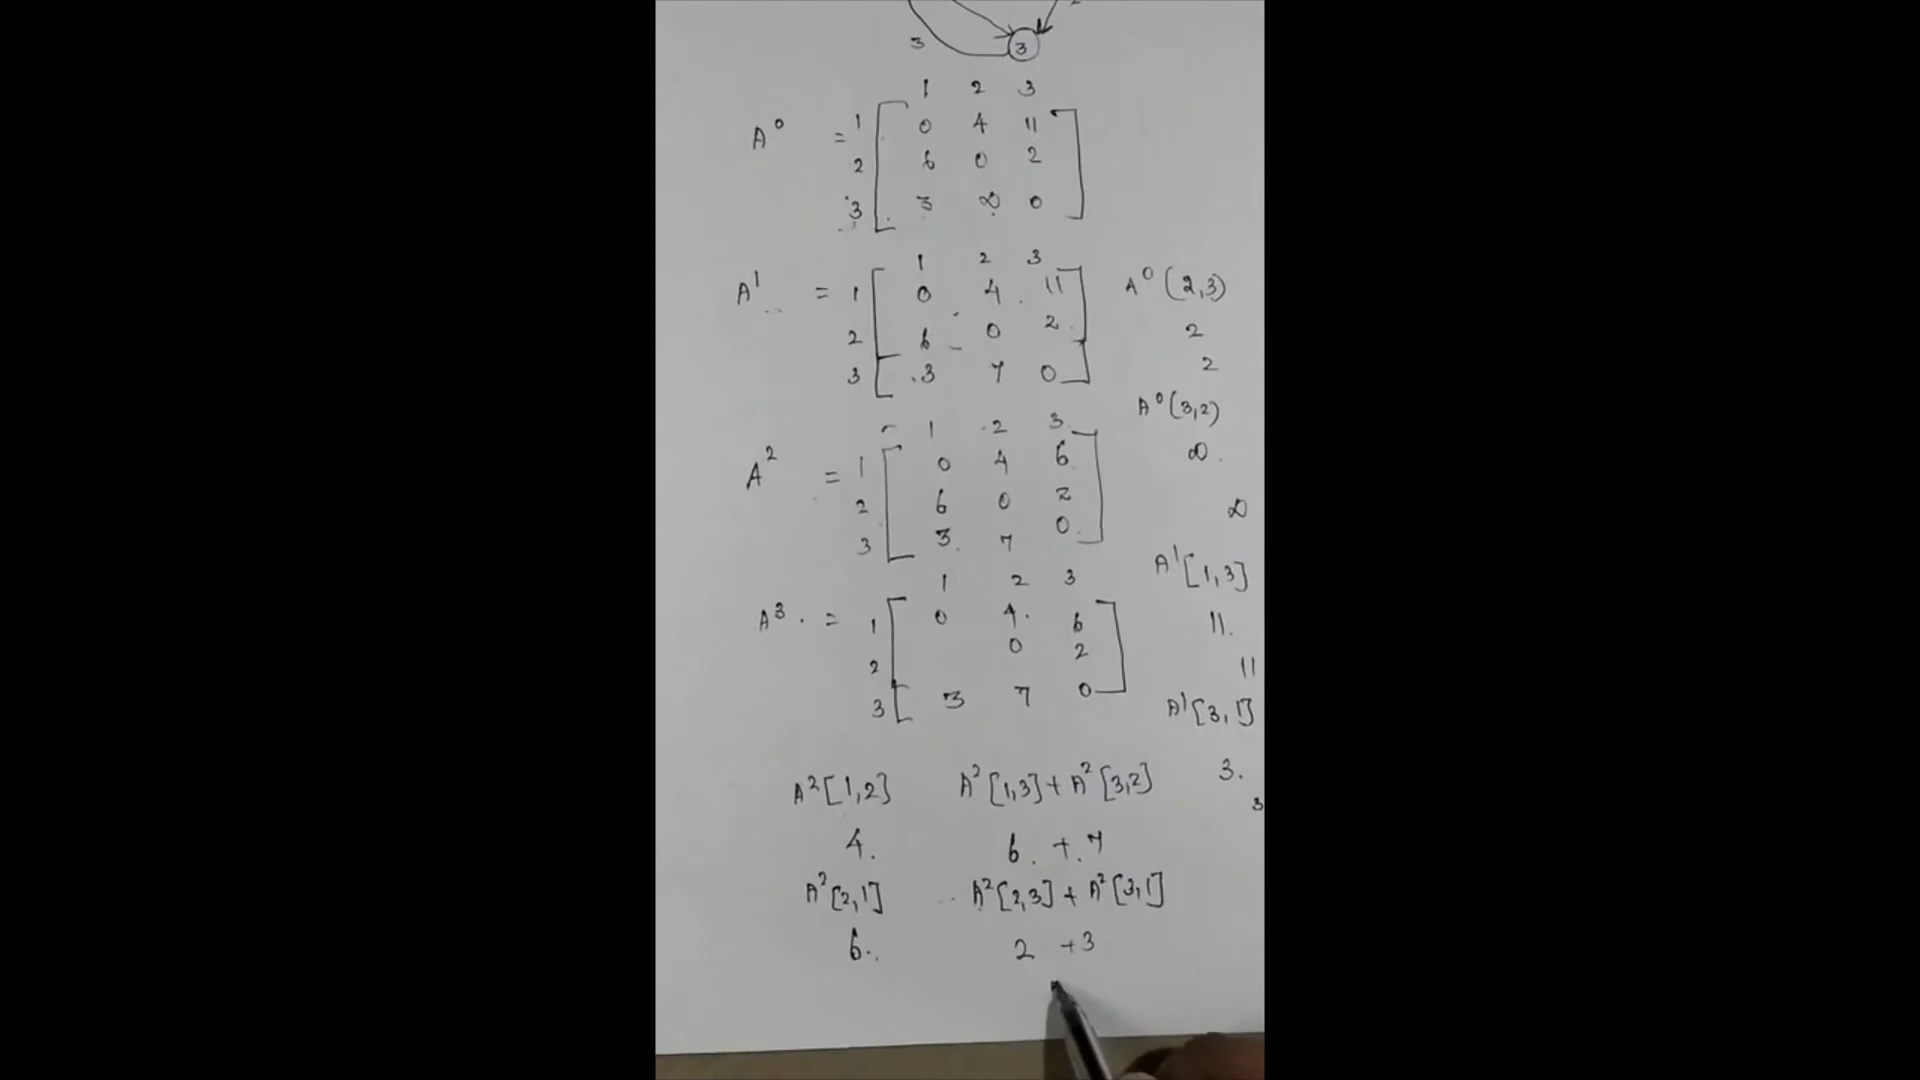 2
3 3
1 2 3
A⁰ = 1 0 4 11
2 6 0 2
3 3 ∞ 0
1 2 3
A¹ = 1 0 4 11
2 6 0 2
3 3 7 0
1 2 3
A² = 1 0 4 6
2 6 0 2
3 3 7 0
1 2 3
A³ = 1 0 4 6
2 0 2
3 3 7 0
A²[1,2] A²[1,3] + A²[3,2]
4. 6 + 7
A²[2,1] A²[2,3] + A²[3,1]
6. 2 + 3
A⁰(2,3)
2
2
A⁰(3,2)
∞.
∞
A¹[1,3]
11.
11
A¹[3,1]
3.
3